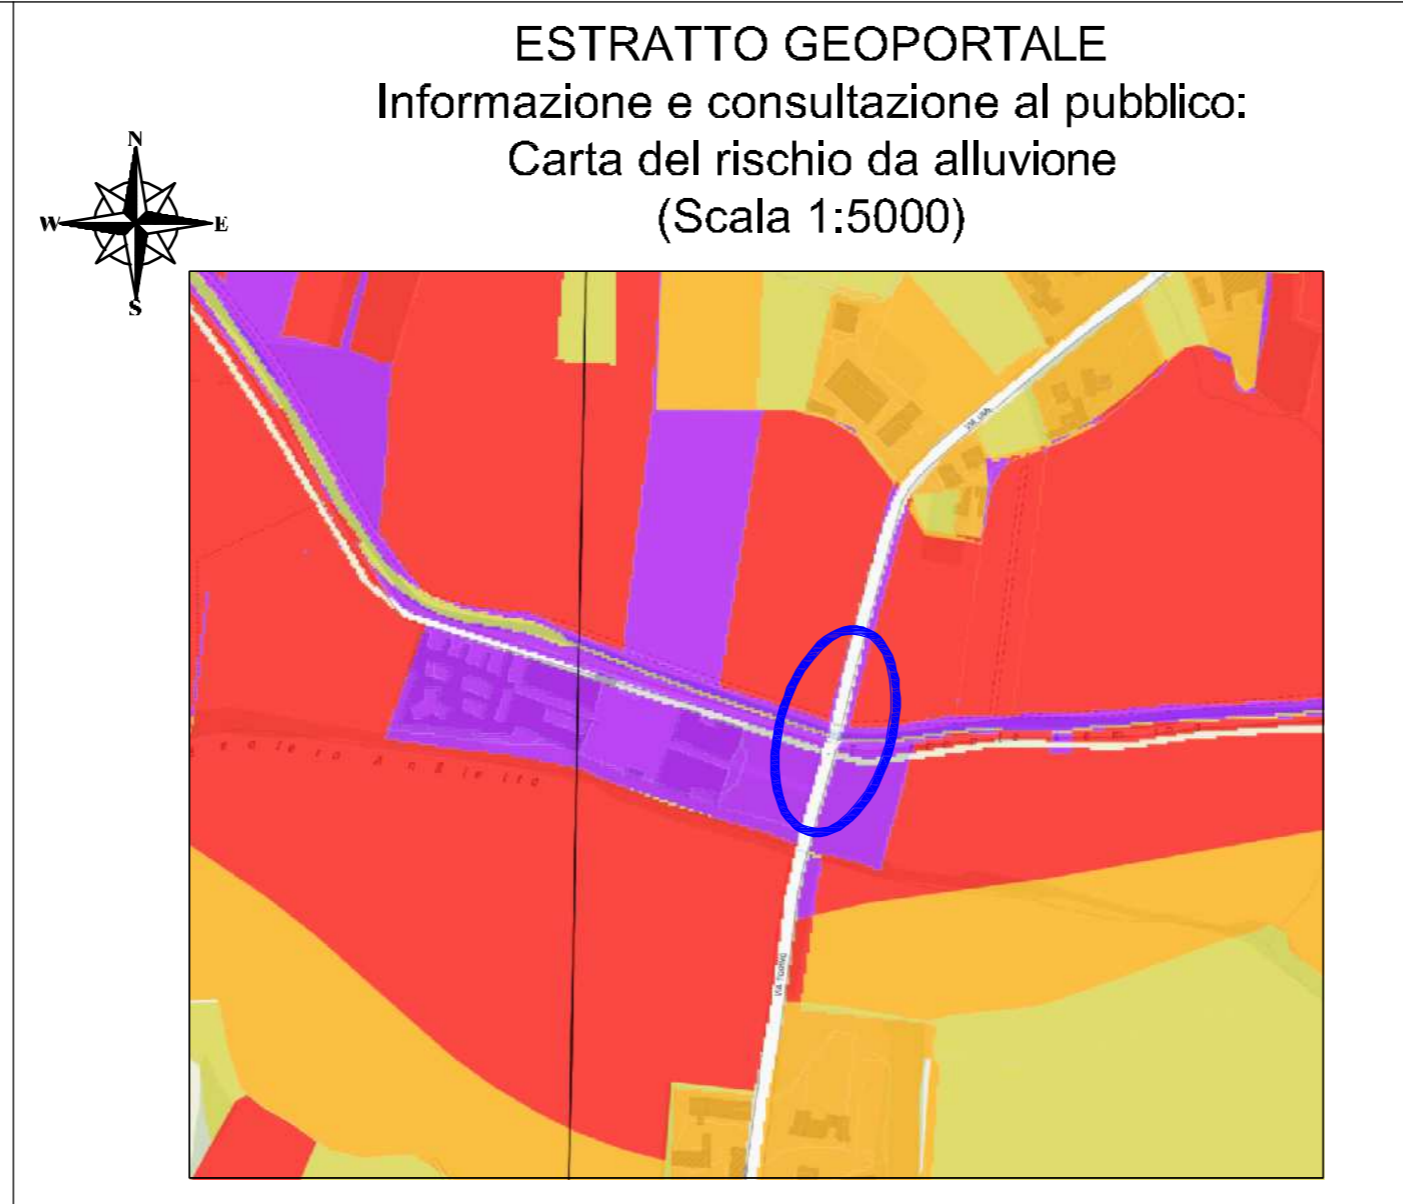 ESTRATTO GEOPORTALE
Informazione e consultazione al pubblico:
Carta del rischio da alluvione
(Scala 1:5000)
N
W E
S
VIA TORINO